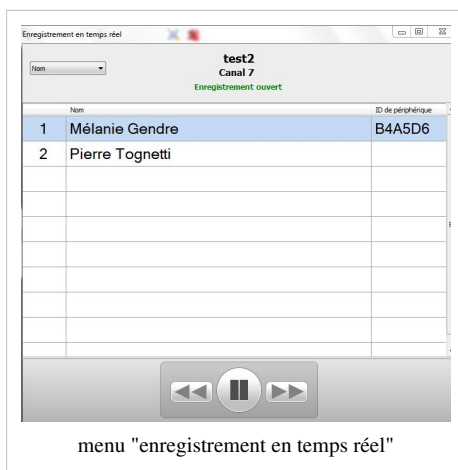 Enregistrement en temps réel
Nom
test2
Canal 7
Enregistrement ouvert
Nom ID de périphérique
1 Mélanie Gendre B4A5D6
2 Pierre Tognetti
menu "enregistrement en temps réel"